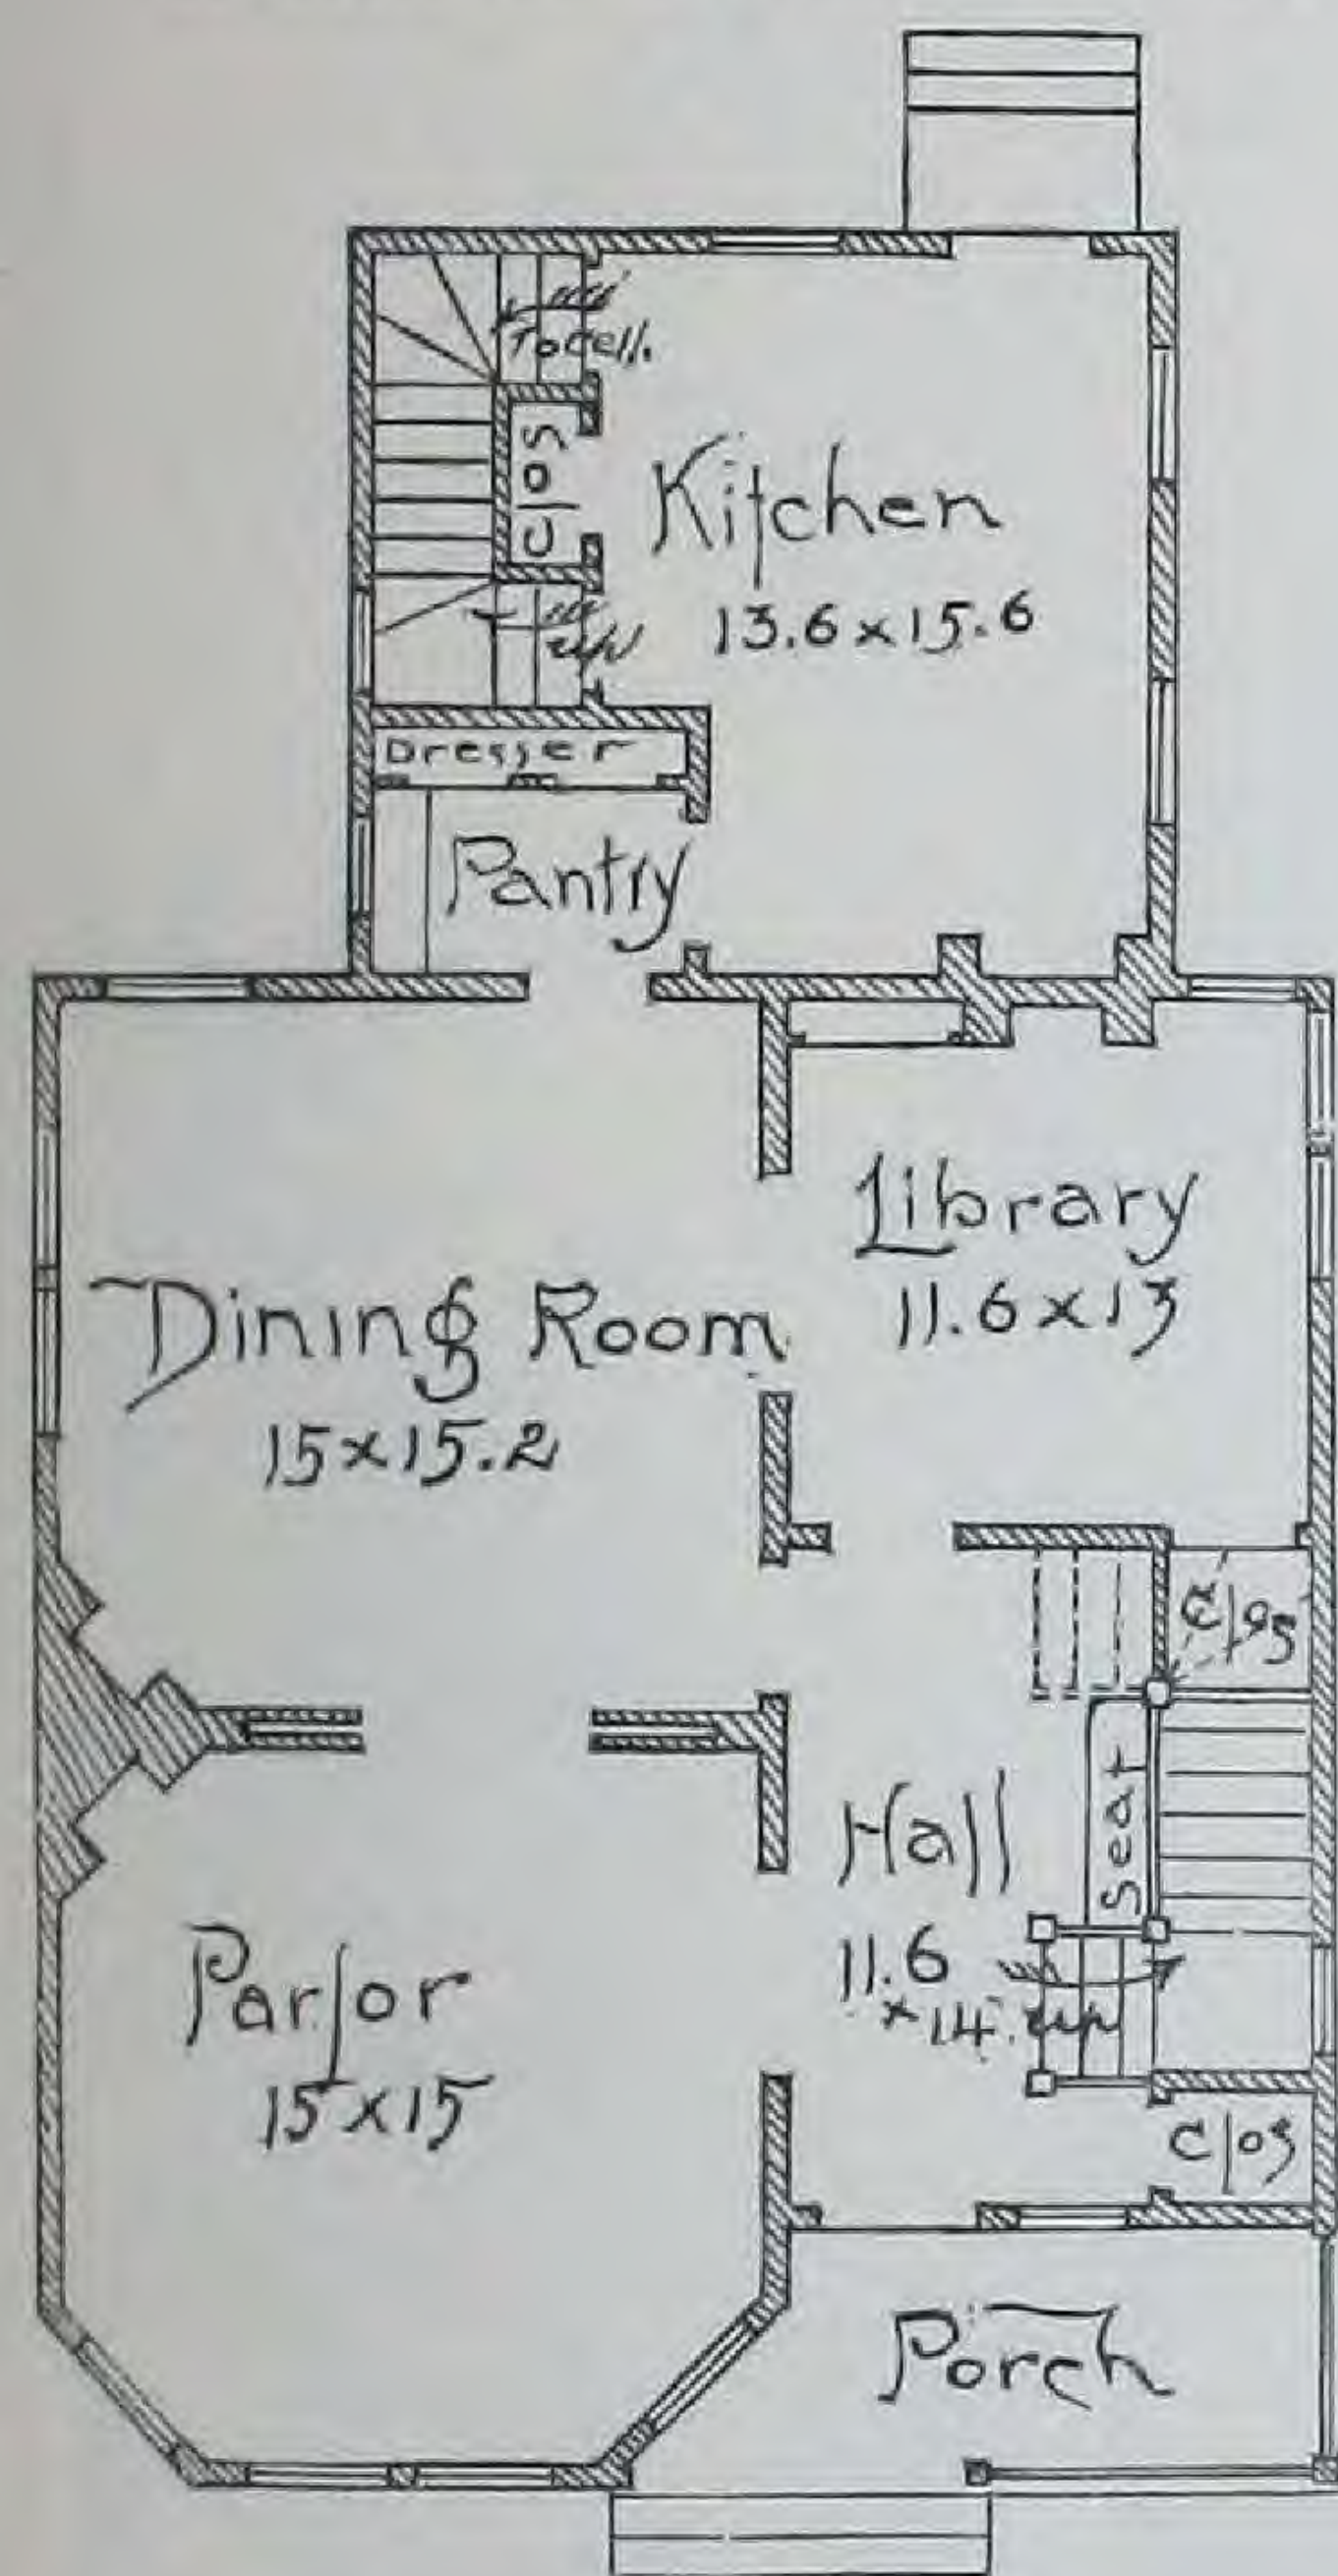 To cell.
Clos
Kitchen
13.6 x 15.6
up
Dresser
Pantry
Library
11.6 x 13
Dining Room
15 x 15.2
Clos
Seat
Hall
11.6
x 14.
up
Parlor
15 x 15
Clos
Porch